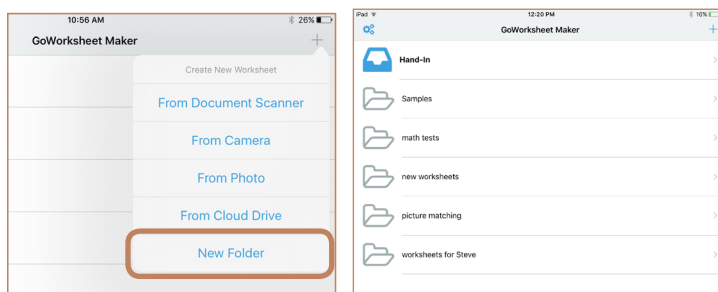 10:56 AM
26%
GoWorksheet Maker
Create New Worksheet
From Document Scanner
From Camera
From Photo
From Cloud Drive
New Folder
iPad
12:20 PM
16%
GoWorksheet Maker
Hand-In
Samples
math tests
new worksheets
picture matching
worksheets for Steve